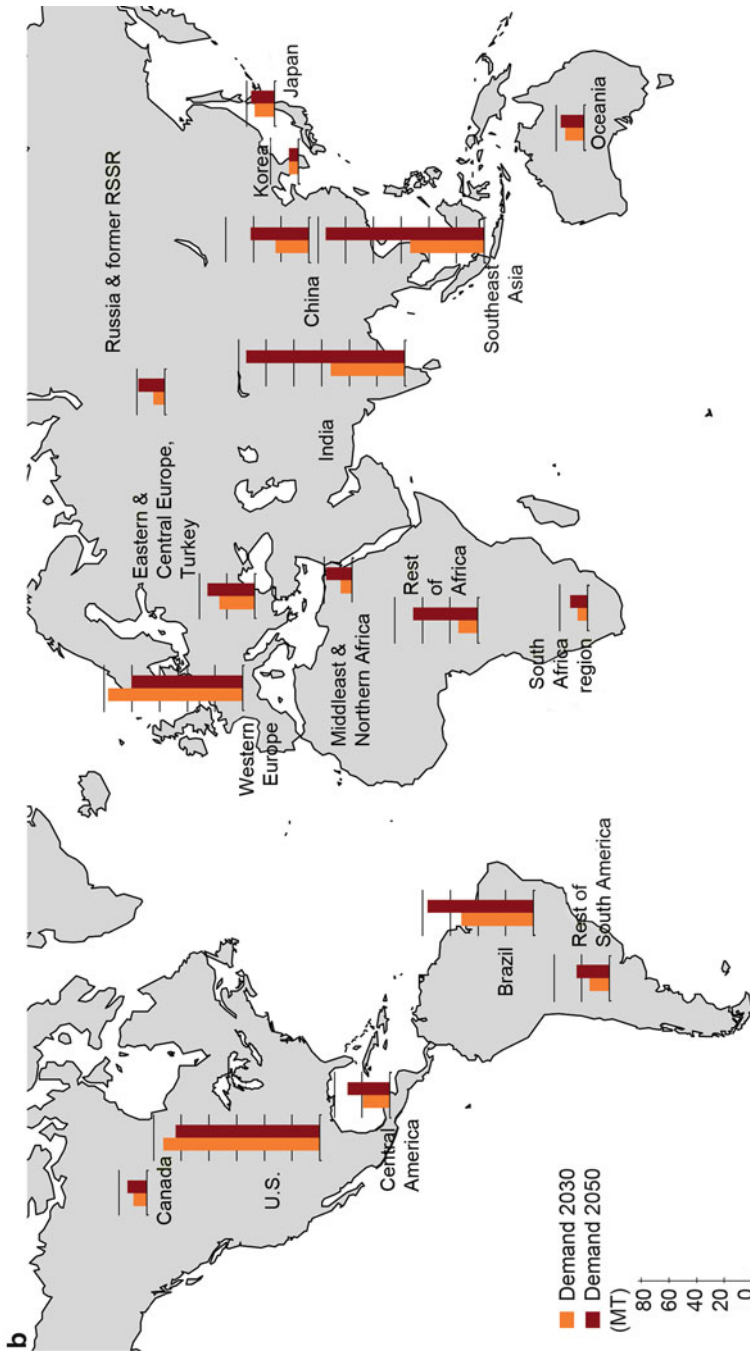 b
Canada
U.S.
Central
America
Brazil
Rest of
South America
Western
Europe
Eastern &
Central Europe,
Turkey
Middleast &
Northern Africa
Rest
of
Africa
South
Africa
region
Russia & former RSSR
India
China
Korea
Japan
Southeast
Asia
Oceania
Demand 2030
Demand 2050
(MT)
80
60
40
20
0